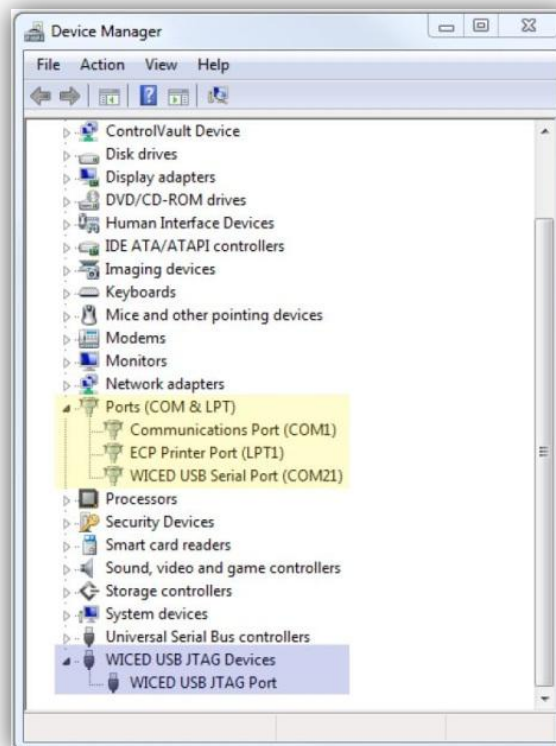 Device Manager
File Action View Help
ControlVault Device
Disk drives
Display adapters
DVD/CD-ROM drives
Human Interface Devices
IDE ATA/ATAPI controllers
Imaging devices
Keyboards
Mice and other pointing devices
Modems
Monitors
Network adapters
Ports (COM & LPT)
Communications Port (COM1)
ECP Printer Port (LPT1)
WICED USB Serial Port (COM21)
Processors
Security Devices
Smart card readers
Sound, video and game controllers
Storage controllers
System devices
Universal Serial Bus controllers
WICED USB JTAG Devices
WICED USB JTAG Port